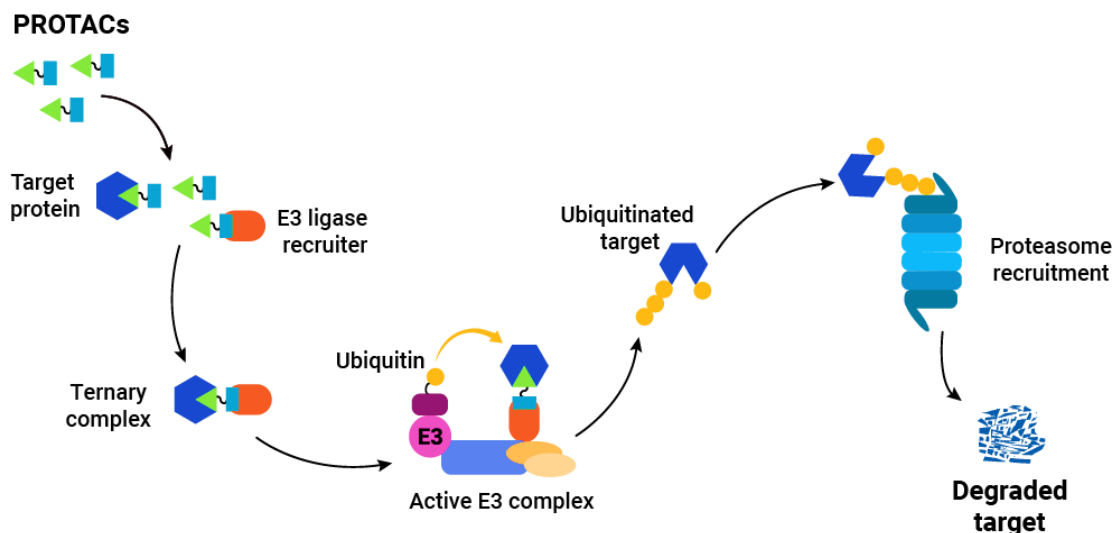 PROTACs
Target
protein
E3 ligase
recruiter
Ternary
complex
Ubiquitin
E3
Active E3 complex
Ubiquitinated
target
Proteasome
recruitment
Degraded
target